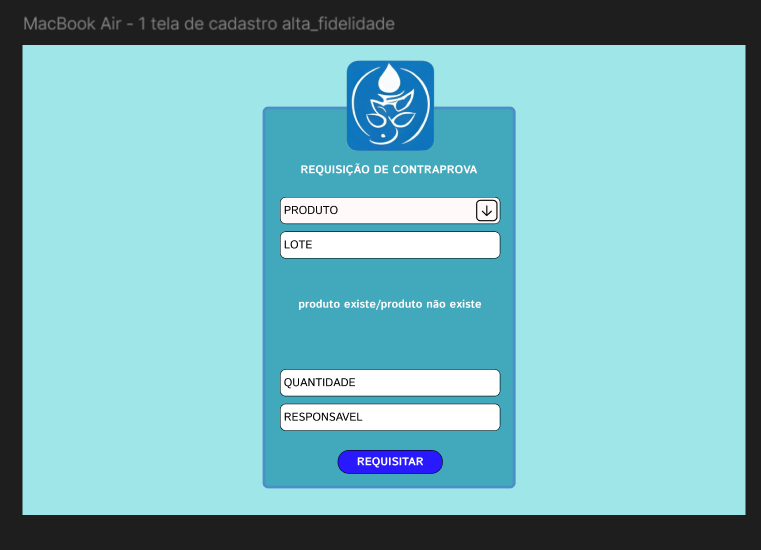 MacBook Air - 1 tela de cadastro alta_fidelidade
REQUISIÇÃO DE CONTRAPROVA
PRODUTO
LOTE
produto existe/produto não existe
QUANTIDADE
RESPONSAVEL
REQUISITAR